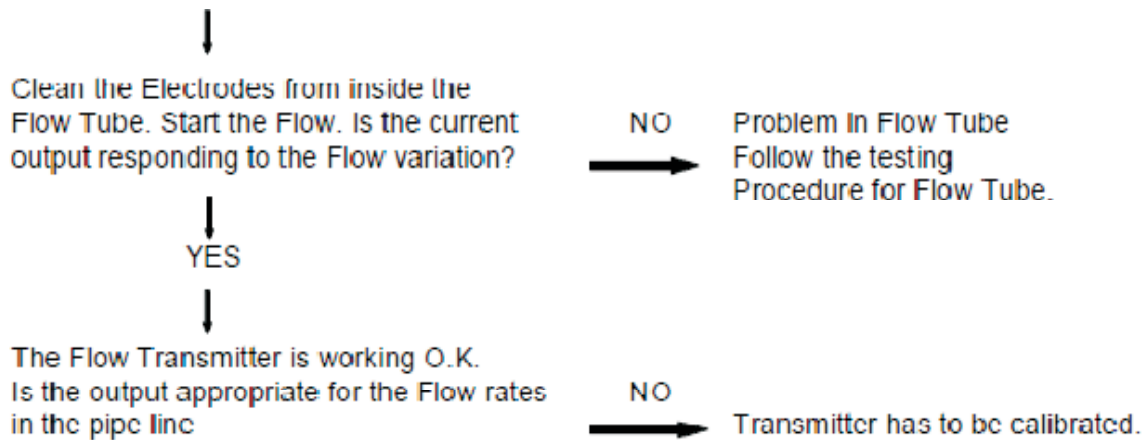 Clean the Electrodes from inside the
Flow Tube. Start the Flow. Is the current
output responding to the Flow variation?
NO
Problem In Flow Tube
Follow the testing
Procedure for Flow Tube.
YES
The Flow Transmitter is working O.K.
Is the output appropriate for the Flow rates
in the pipe line
NO
Transmitter has to be calibrated.